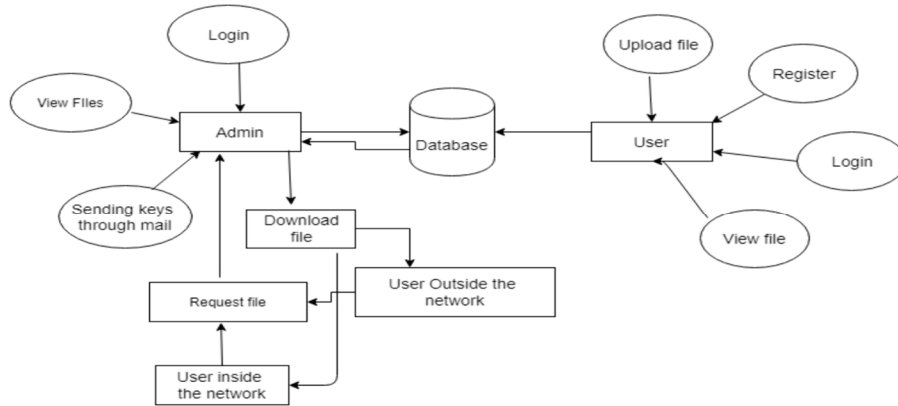 Login
Upload file
Register
View FIles
Admin
Database
User
Login
Sending keys
through mail
Download
file
View file
User Outside the
network
Request file
User inside
the network